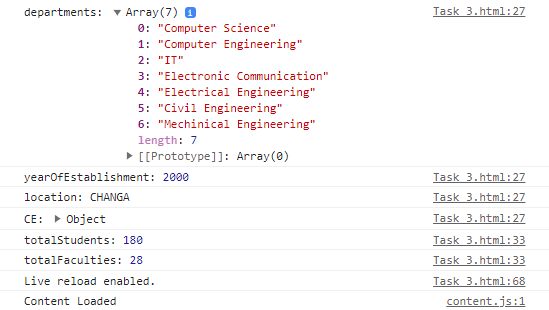 departments: ▼ Array(7) i Task 3.html:27
0: "Computer Science"
1: "Computer Engineering"
2: "IT"
3: "Electronic Communication"
4: "Electrical Engineering"
5: "Civil Engineering"
6: "Mechinical Engineering"
length: 7
▶ [[Prototype]]: Array(0)
yearOfEstablishment: 2000 Task 3.html:27
location: CHANGA Task 3.html:27
CE: ▶ Object Task 3.html:27
totalStudents: 180 Task 3.html:33
totalFaculties: 28 Task 3.html:33
Live reload enabled. Task 3.html:68
Content Loaded content.js:1